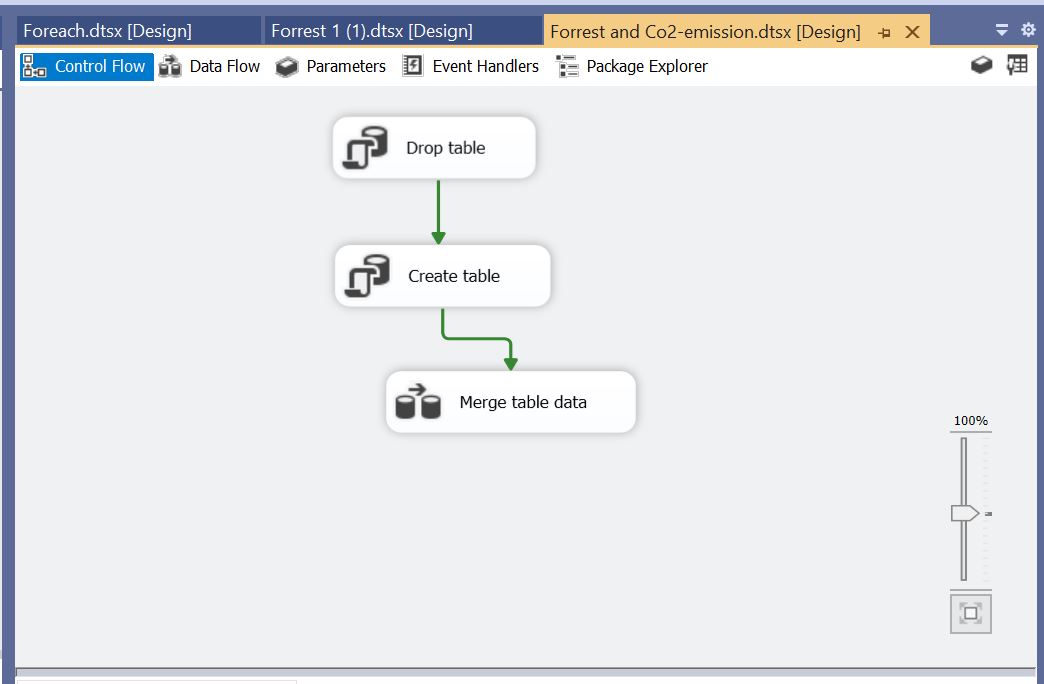 Foreach.dtsx [Design]
Forrest 1 (1).dtsx [Design]
Forrest and Co2-emission.dtsx [Design]
Control Flow
Data Flow
Parameters
Event Handlers
Package Explorer
Drop table
Create table
Merge table data
100%